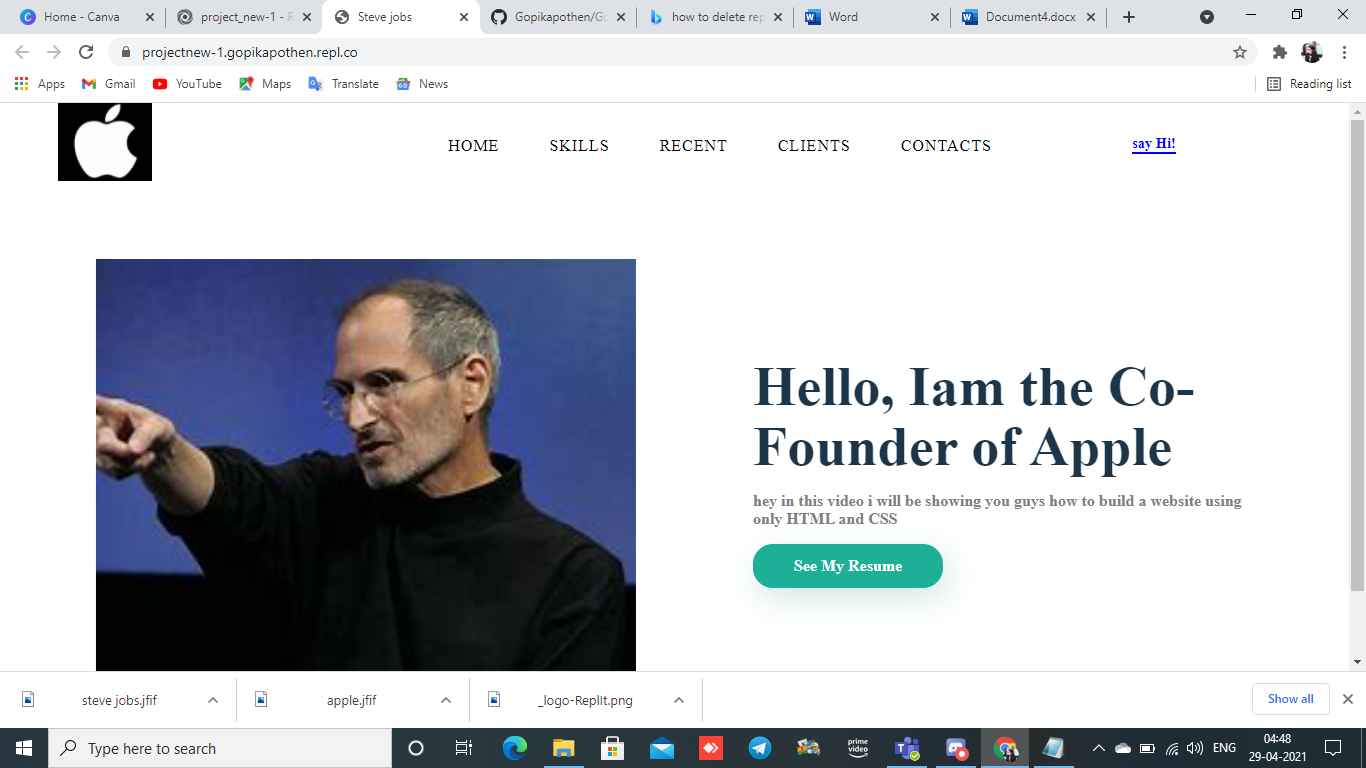 Home - Canva
project_new-1 - R
Steve jobs
Gopikapothen/Go
how to delete rep
Word
Document4.docx
projectnew-1.gopikapothen.repl.co
Apps
Gmail
YouTube
Maps
Translate
News
Reading list
HOME
SKILLS
RECENT
CLIENTS
CONTACTS
say Hi!
Hello, Iam the Co-
Founder of Apple
hey in this video i will be showing you guys how to build a website using
only HTML and CSS
See My Resume
steve jobs.jfif
apple.jfif
_logo-ReplIt.png
Show all
Type here to search
prime
video
ENG
04:48
29-04-2021